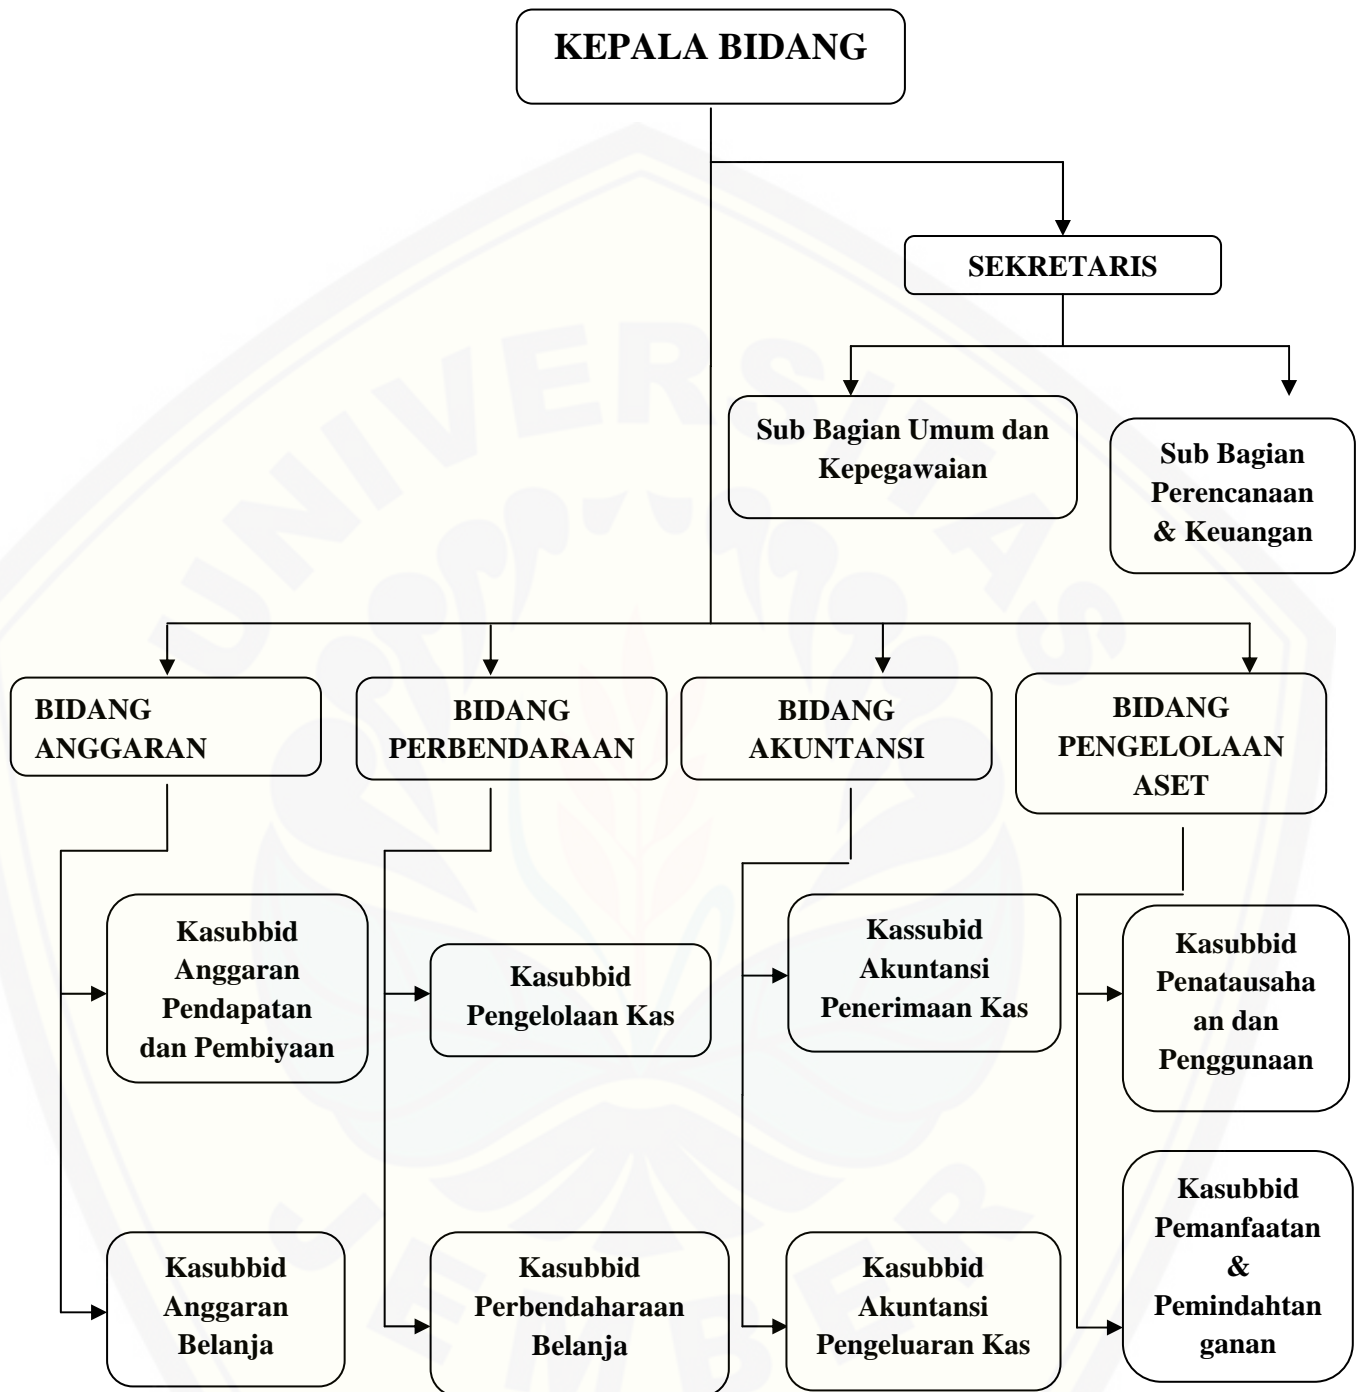 KEPALA BIDANG
SEKRETARIS
Sub Bagian Umum dan
Kepegawaian
Sub Bagian
Perencanaan
& Keuangan
BIDANG
ANGGARAN
BIDANG
PERBENDARAAN
BIDANG
AKUNTANSI
BIDANG
PENGELOLAAN
ASET
Kasubbid
Anggaran
Pendapatan
dan Pembiyaan
Kasubbid
Pengelolaan Kas
Kassubid
Akuntansi
Penerimaan Kas
Kasubbid
Penatausaha
an dan
Penggunaan
Kasubbid
Anggaran
Belanja
Kasubbid
Perbendaharaan
Belanja
Kasubbid
Akuntansi
Pengeluaran Kas
Kasubbid
Pemanfaatan
&
Pemindahtan
ganan
UNIVERSITAS
JEMBER